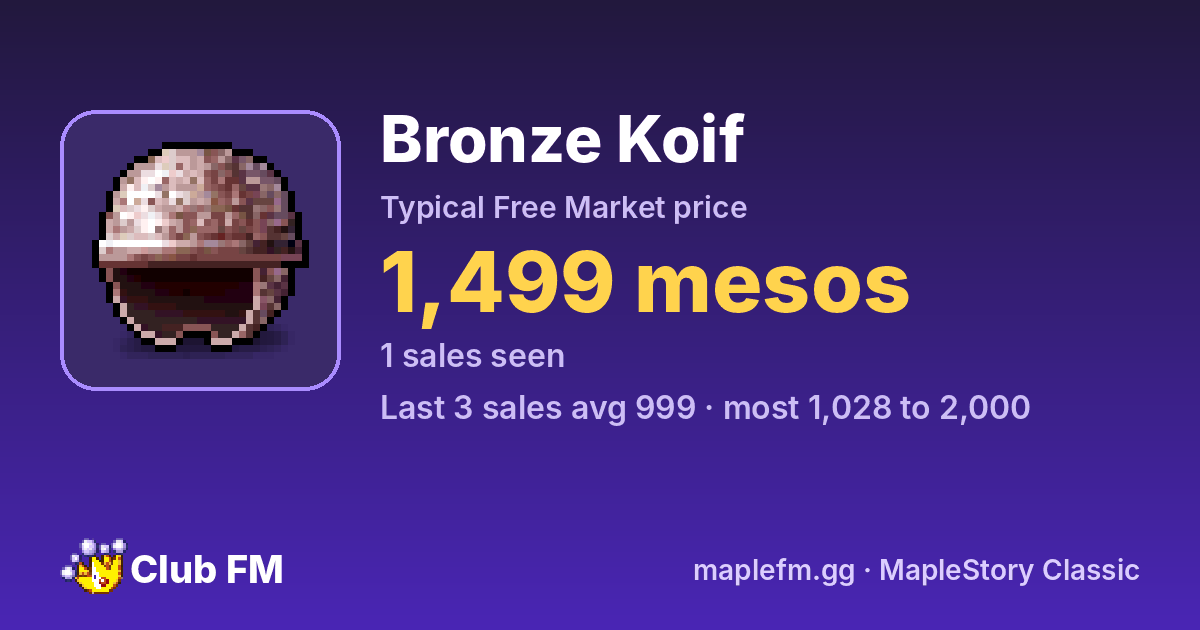 Bronze Koif
Typical Free Market price
1,499 mesos
1 sales seen
Last 3 sales avg 999 · most 1,028 to 2,000
Club FM
maplefm.gg · MapleStory Classic